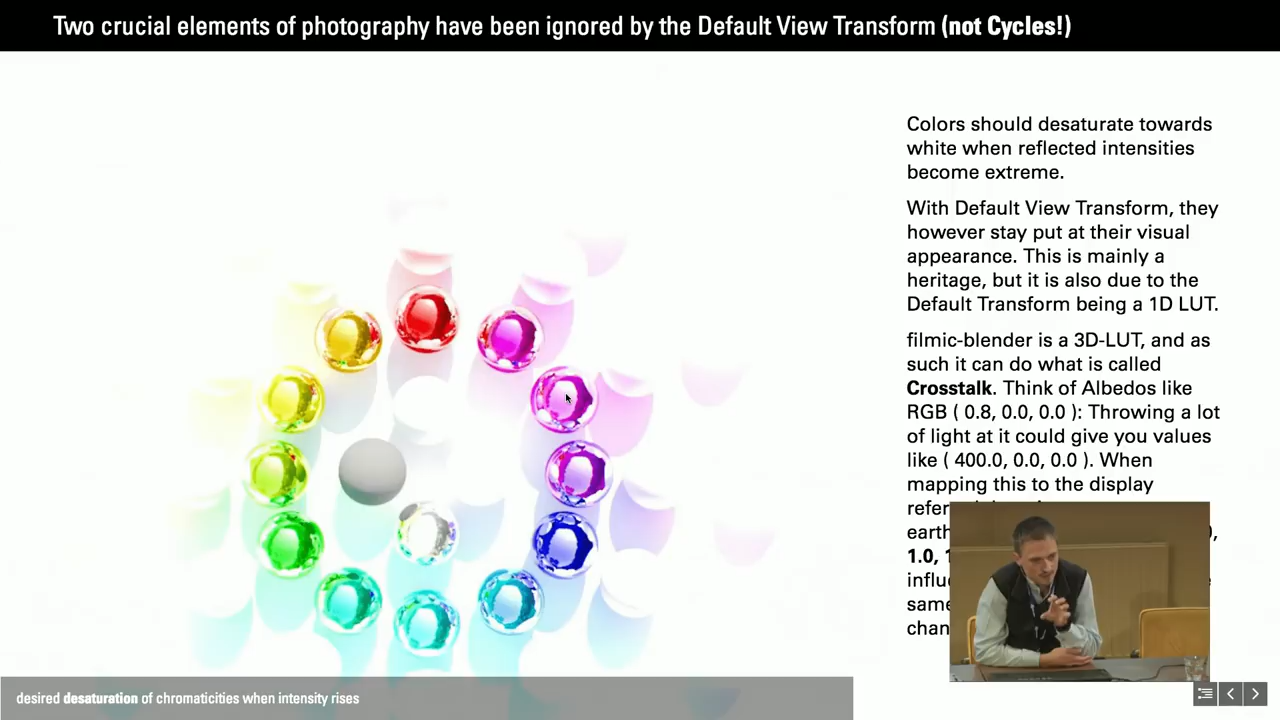 Two crucial elements of photography have been ignored by the Default View Transform (not Cycles!)
Colors should desaturate towards
white when reflected intensities
become extreme.
With Default View Transform, they
however stay put at their visual
appearance. This is mainly a
heritage, but it is also due to the
Default Transform being a 1D LUT.
filmic-blender is a 3D-LUT, and as
such it can do what is called
Crosstalk. Think of Albedos like
RGB ( 0.8, 0.0, 0.0 ): Throwing a lot
of light at it could give you values
like ( 400.0, 0.0, 0.0 ). When
mapping this to the display
earth
1.0,
same
desired desaturation of chromaticities when intensity rises